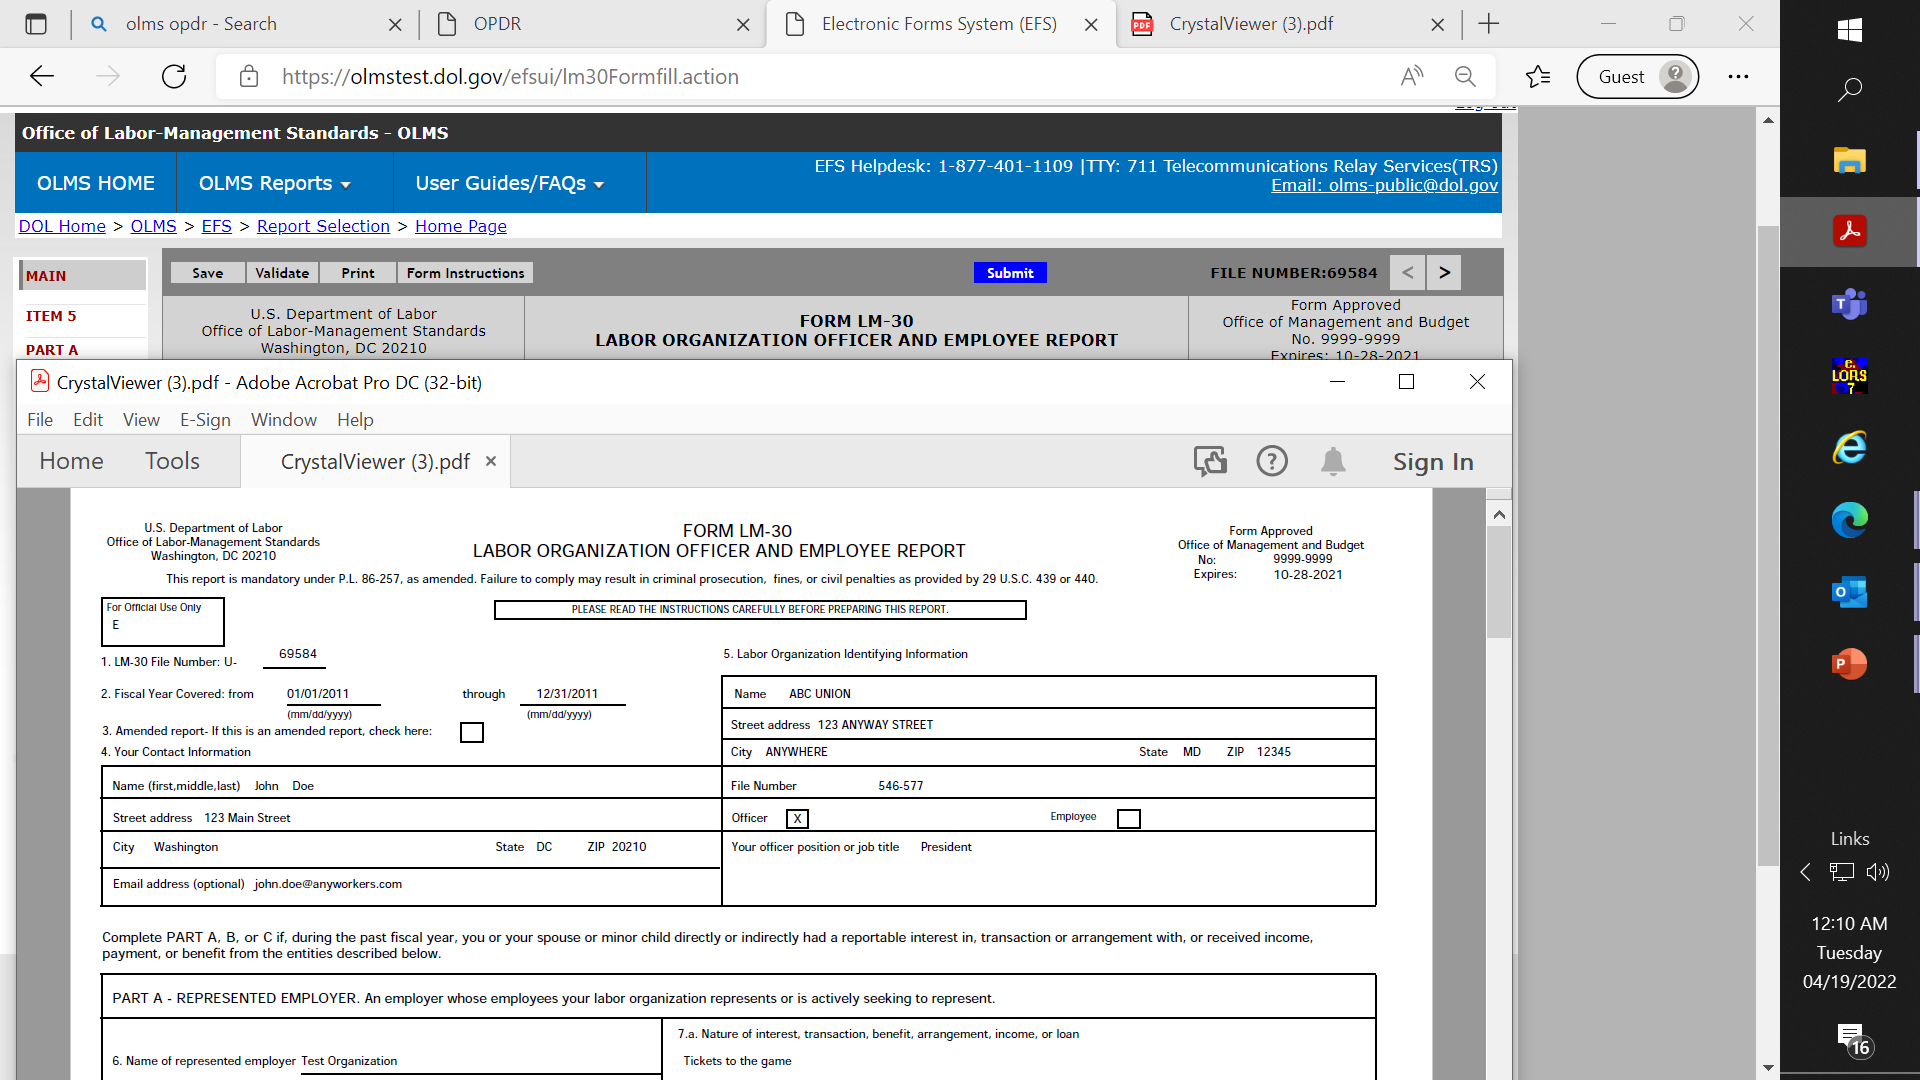 olms opdr - Search
OPDR
Electronic Forms System (EFS)
CrystalViewer (3).pdf
https://olmstest.dol.gov/efsui/lm30Formfill.action
Guest
Office of Labor-Management Standards - OLMS
OLMS HOME
OLMS Reports
User Guides/FAQs
EFS Helpdesk: 1-877-401-1109 |TTY: 711 Telecommunications Relay Services(TRS)
Email: olms-public@dol.gov
DOL Home > OLMS > EFS > Report Selection > Home Page
MAIN
ITEM 5
PART A
Save
Validate
Print
Form Instructions
Submit
FILE NUMBER:69584
<
>
U.S. Department of Labor
Office of Labor-Management Standards
Washington, DC 20210
FORM LM-30
LABOR ORGANIZATION OFFICER AND EMPLOYEE REPORT
Form Approved
Office of Management and Budget
No. 9999-9999
Expires: 10-28-2021
CrystalViewer (3).pdf - Adobe Acrobat Pro DC (32-bit)
File Edit View E-Sign Window Help
Home Tools CrystalViewer (3).pdf
Sign In
U.S. Department of Labor
Office of Labor-Management Standards
Washington, DC 20210
FORM LM-30
LABOR ORGANIZATION OFFICER AND EMPLOYEE REPORT
Form Approved
Office of Management and Budget
No: 9999-9999
Expires: 10-28-2021
This report is mandatory under P.L. 86-257, as amended. Failure to comply may result in criminal prosecution, fines, or civil penalties as provided by 29 U.S.C. 439 or 440.
For Official Use Only
E
PLEASE READ THE INSTRUCTIONS CAREFULLY BEFORE PREPARING THIS REPORT.
1. LM-30 File Number: U- 69584
2. Fiscal Year Covered: from 01/01/2011 through 12/31/2011
(mm/dd/yyyy) (mm/dd/yyyy)
3. Amended report- If this is an amended report, check here:
4. Your Contact Information
Name (first,middle,last) John Doe
Street address 123 Main Street
City Washington State DC ZIP 20210
Email address (optional) john.doe@anyworkers.com
5. Labor Organization Identifying Information
Name ABC UNION
Street address 123 ANYWAY STREET
City ANYWHERE State MD ZIP 12345
File Number 546-577
Officer X Employee
Your officer position or job title President
Complete PART A, B, or C if, during the past fiscal year, you or your spouse or minor child directly or indirectly had a reportable interest in, transaction or arrangement with, or received income,
payment, or benefit from the entities described below.
PART A - REPRESENTED EMPLOYER. An employer whose employees your labor organization represents or is actively seeking to represent.
6. Name of represented employer Test Organization
7.a. Nature of interest, transaction, benefit, arrangement, income, or loan
Tickets to the game
e.
LORS
7
Links
12:10 AM
Tuesday
04/19/2022
16